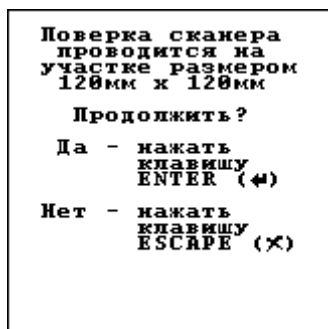 Поверка сканера
проводится на
участке размером
120мм x 120мм
Продолжить?
Да - нажать
клавишу
ENTER (↵)
Нет - нажать
клавишу
ESCAPE (✗)